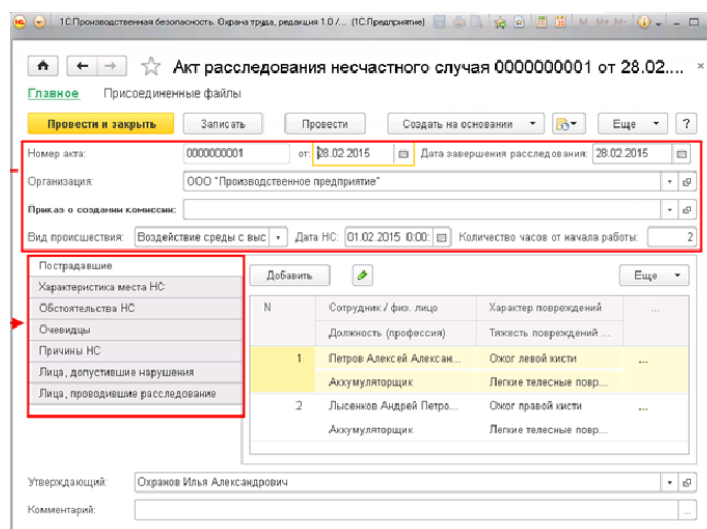 1С:Производственная безопасность. Охрана труда, редакция 1.0 /... (1С:Предприятие) M M+ M-
Акт расследования несчастного случая 0000000001 от 28.02.... ×
Главное Присоединенные файлы
Провести и закрыть Записать Провести Создать на основании Еще ?
Номер акта: 0000000001 от: 28.02.2015 Дата завершения расследования: 28.02.2015
Организация: ООО "Производственное предприятие"
Приказ о создании комиссии:
Вид происшествия: Воздействие среды с выс Дата НС: 01.02.2015 0:00: Количество часов от начала работы: 2
Пострадавшие
Характеристика места НС
Обстоятельства НС
Очевидцы
Причины НС
Лица, допустившие нарушения
Лица, проводившие расследование
Добавить Еще
N Сотрудник / физ. лицо Характер повреждений ...
Должность (профессия) Тяжесть повреждений ...
1 Петров Алексей Алексан... Ожог левой кисти ...
Аккумуляторщик Легкие телесные повр...
2 Лысенков Андрей Петро... Ожог правой кисти ...
Аккумуляторщик Легкие телесные повр...
Утверждающий: Охранов Илья Александрович
Комментарий: ...